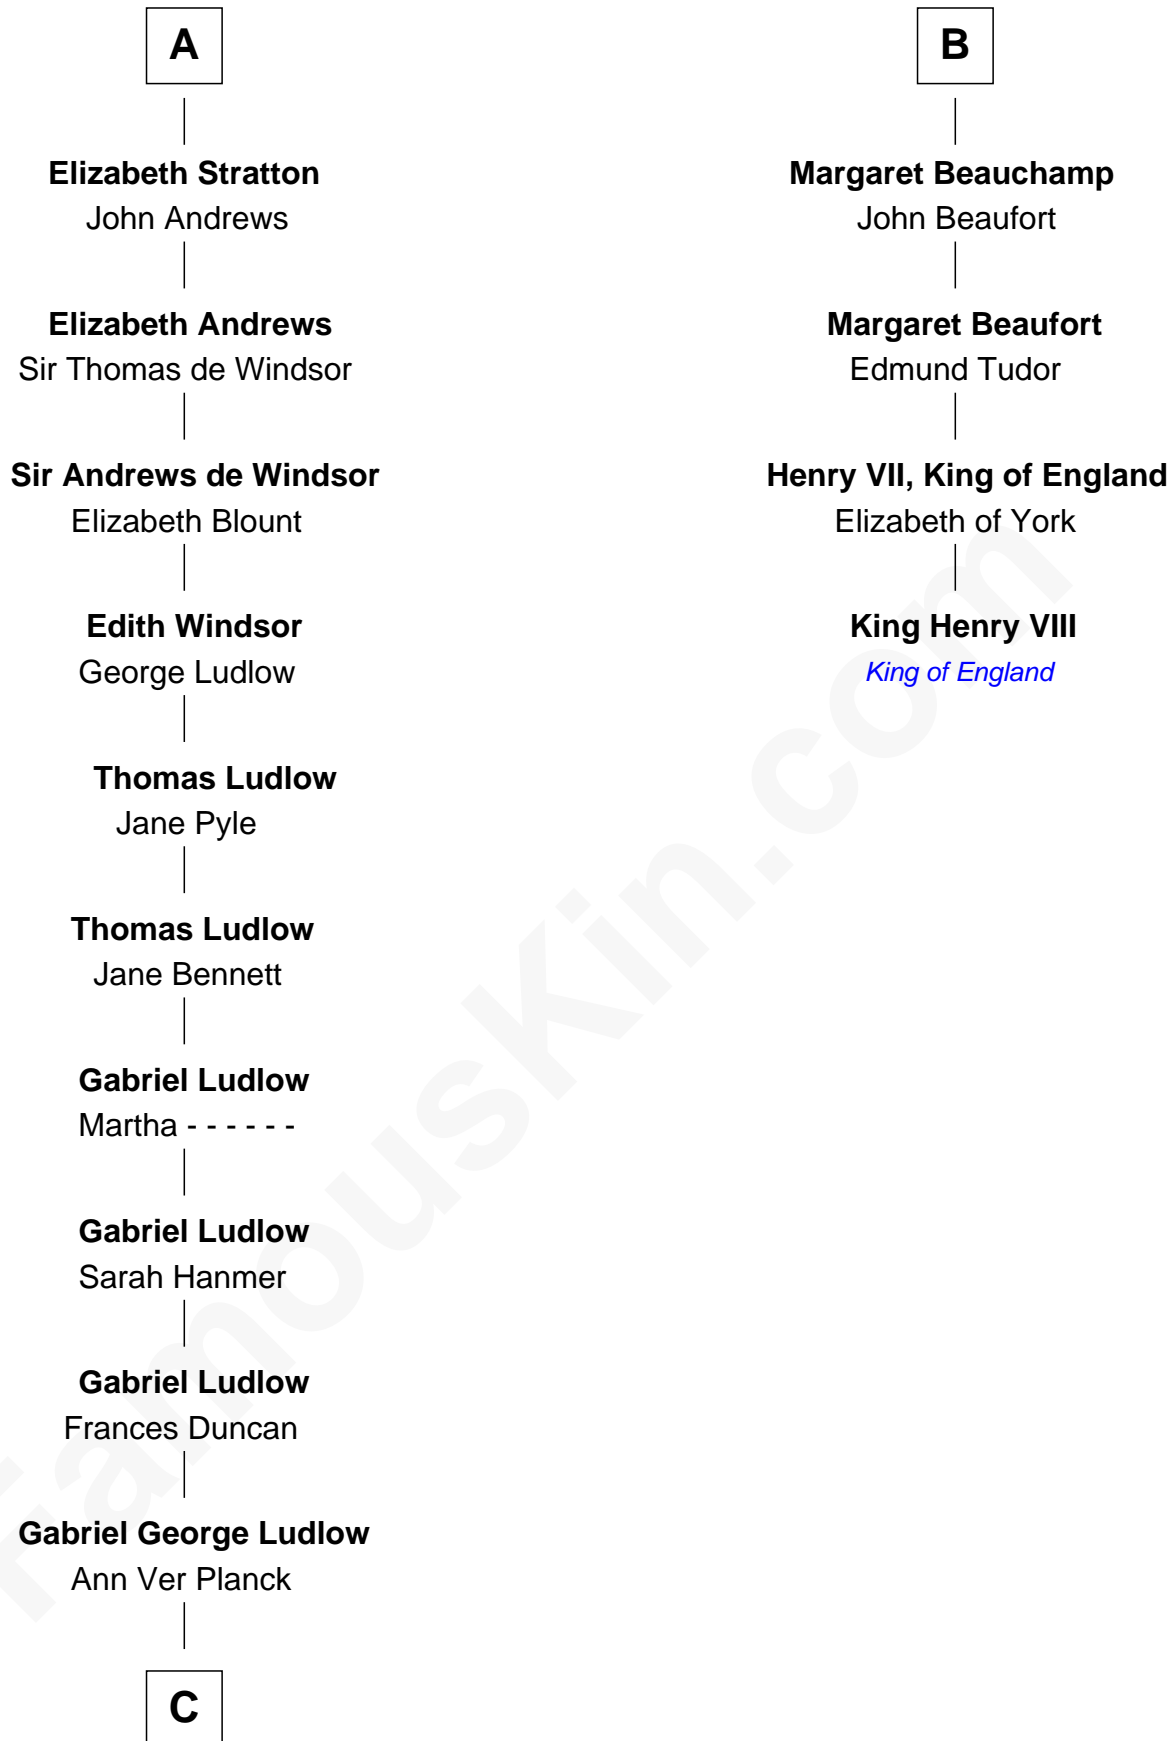 A
Elizabeth Stratton
John Andrews
Elizabeth Andrews
Sir Thomas de Windsor
Sir Andrews de Windsor
Elizabeth Blount
Edith Windsor
George Ludlow
Thomas Ludlow
Jane Pyle
Thomas Ludlow
Jane Bennett
Gabriel Ludlow
Martha - - - - - -
Gabriel Ludlow
Sarah Hanmer
Gabriel Ludlow
Frances Duncan
Gabriel George Ludlow
Ann Ver Planck
C
B
Margaret Beauchamp
John Beaufort
Margaret Beaufort
Edmund Tudor
Henry VII, King of England
Elizabeth of York
King Henry VIII
King of England
FamousKin.com